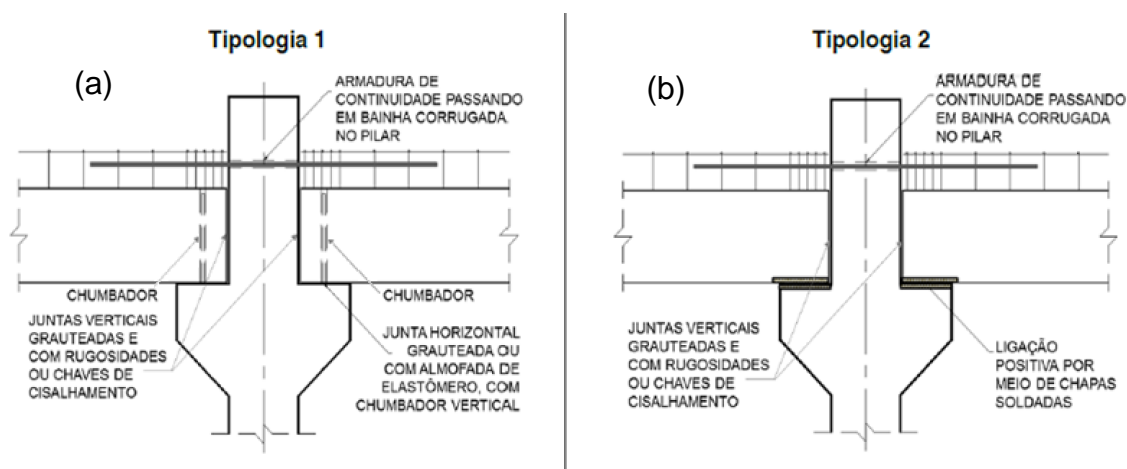 Tipologia 1
(a)
ARMADURA DE
CONTINUIDADE PASSANDO
EM BAINHA CORRUGADA
NO PILAR
CHUMBADOR
CHUMBADOR
JUNTAS VERTICAIS
GRAUTEADAS E
COM RUGOSIDADES
OU CHAVES DE
CISALHAMENTO
JUNTA HORIZONTAL
GRAUTEADA OU
COM ALMOFADA DE
ELASTÔMERO, COM
CHUMBADOR VERTICAL
Tipologia 2
(b)
ARMADURA DE
CONTINUIDADE PASSANDO
EM BAINHA CORRUGADA
NO PILAR
JUNTAS VERTICAIS
GRAUTEADAS E
COM RUGOSIDADES
OU CHAVES DE
CISALHAMENTO
LIGAÇÃO
POSITIVA POR
MEIO DE CHAPAS
SOLDADAS